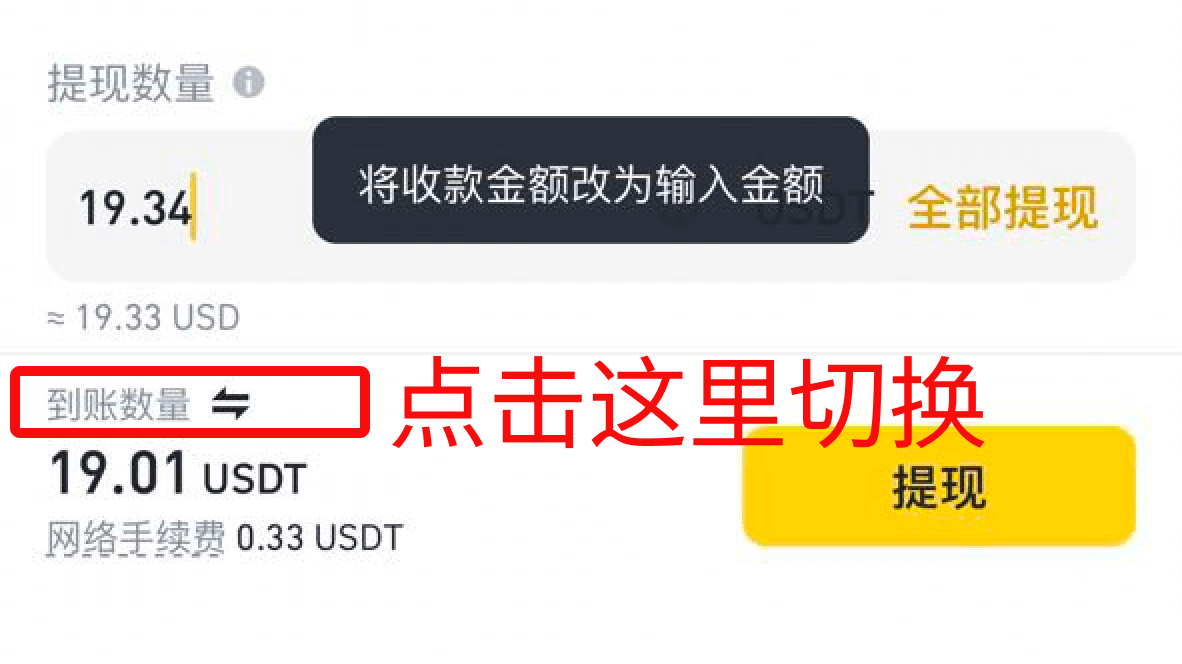 提现数量
19.34
将收款金额改为输入金额
USDT
全部提现
≈ 19.33 USD
到账数量
点击这里切换
19.01 USDT
提现
网络手续费 0.33 USDT